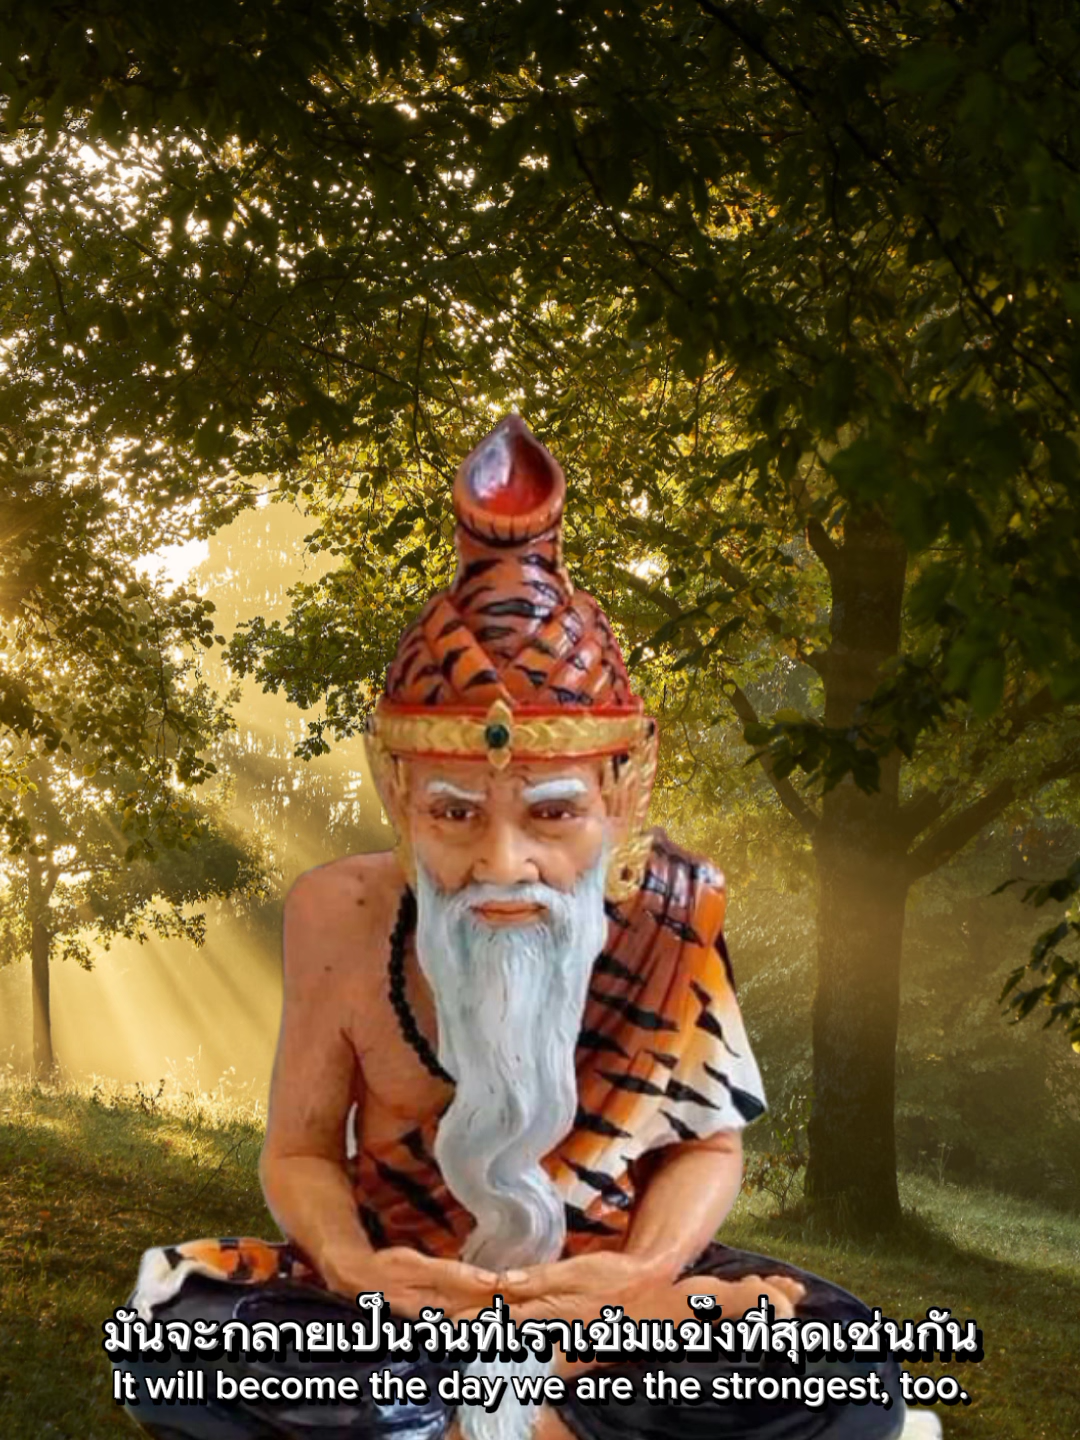 มันจะกลายเป็นวันที่เราเข้มแข็งที่สุดเช่นกัน
It will become the day we are the strongest, too.